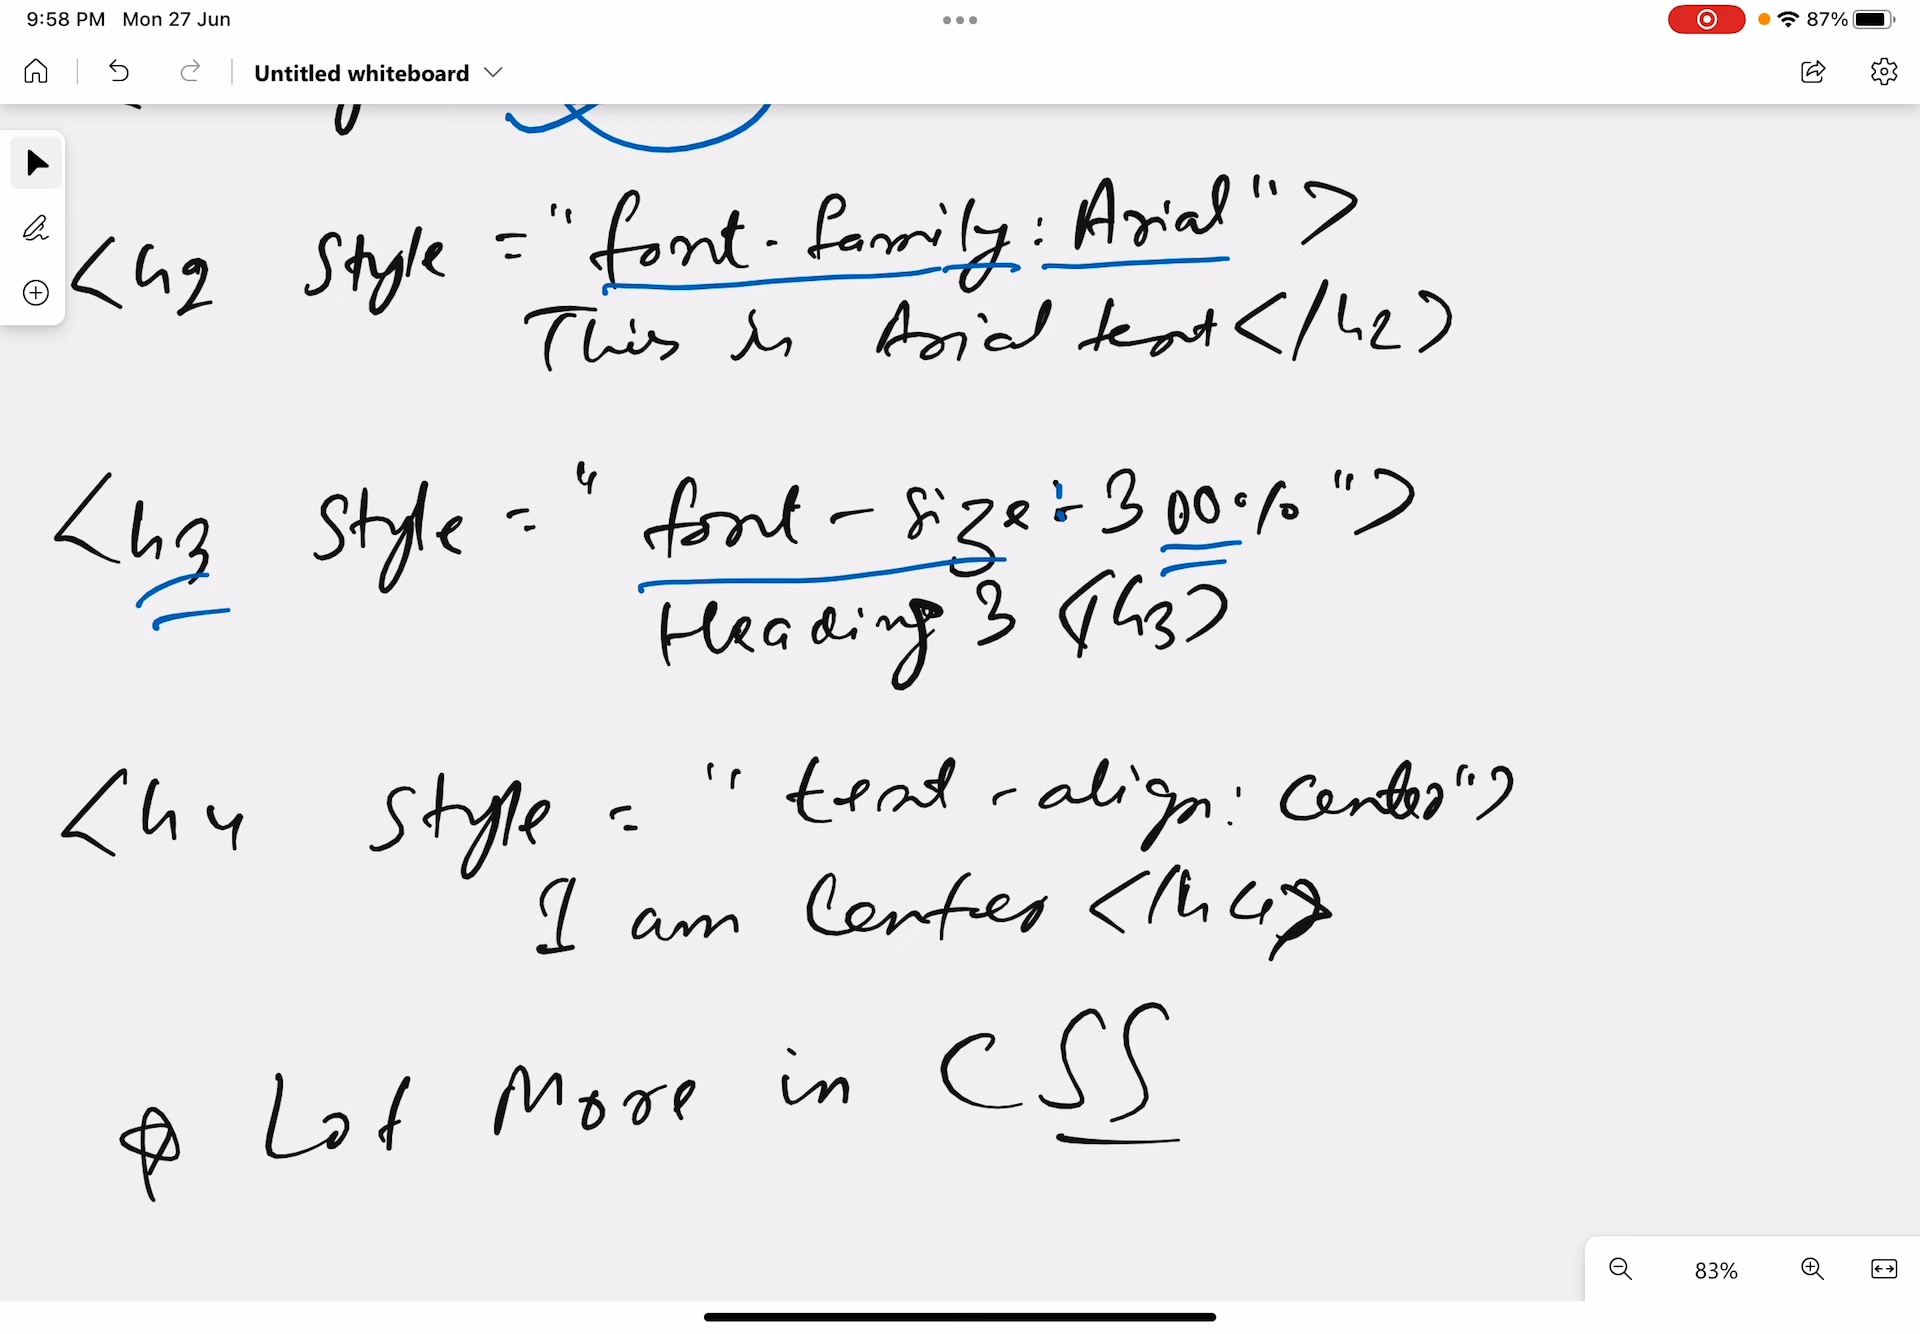 9:58 PM Mon 27 Jun
87%
Untitled whiteboard
<h2 Style = "font-family: Arial">
This is Arial text</h2>
<h3 Style = "font-size:300%">
Heading 3 </h3>
<h4 Style = "text-align: center">
I am Center </h4>
Lot More in CSS
83%